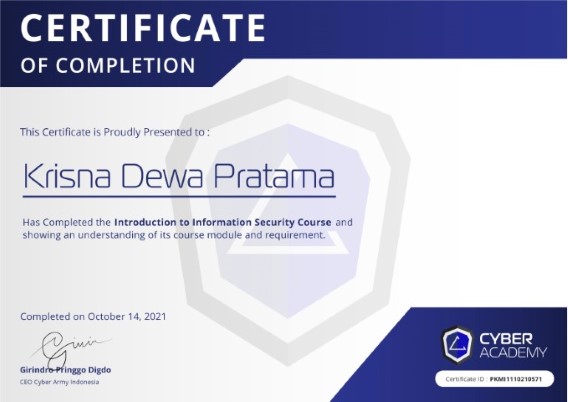 CERTIFICATE
OF COMPLETION
This Certificate is Proudly Presented to :
Krisna Dewa Pratama
Has Completed the Introduction to Information Security Course and
showing an understanding of its course module and requirement.
Completed on October 14, 2021
Girindro Pringgo Digdo
CEO Cyber Army Indonesia
CYBER
ACADEMY
Certificate ID : PKMI1110210571